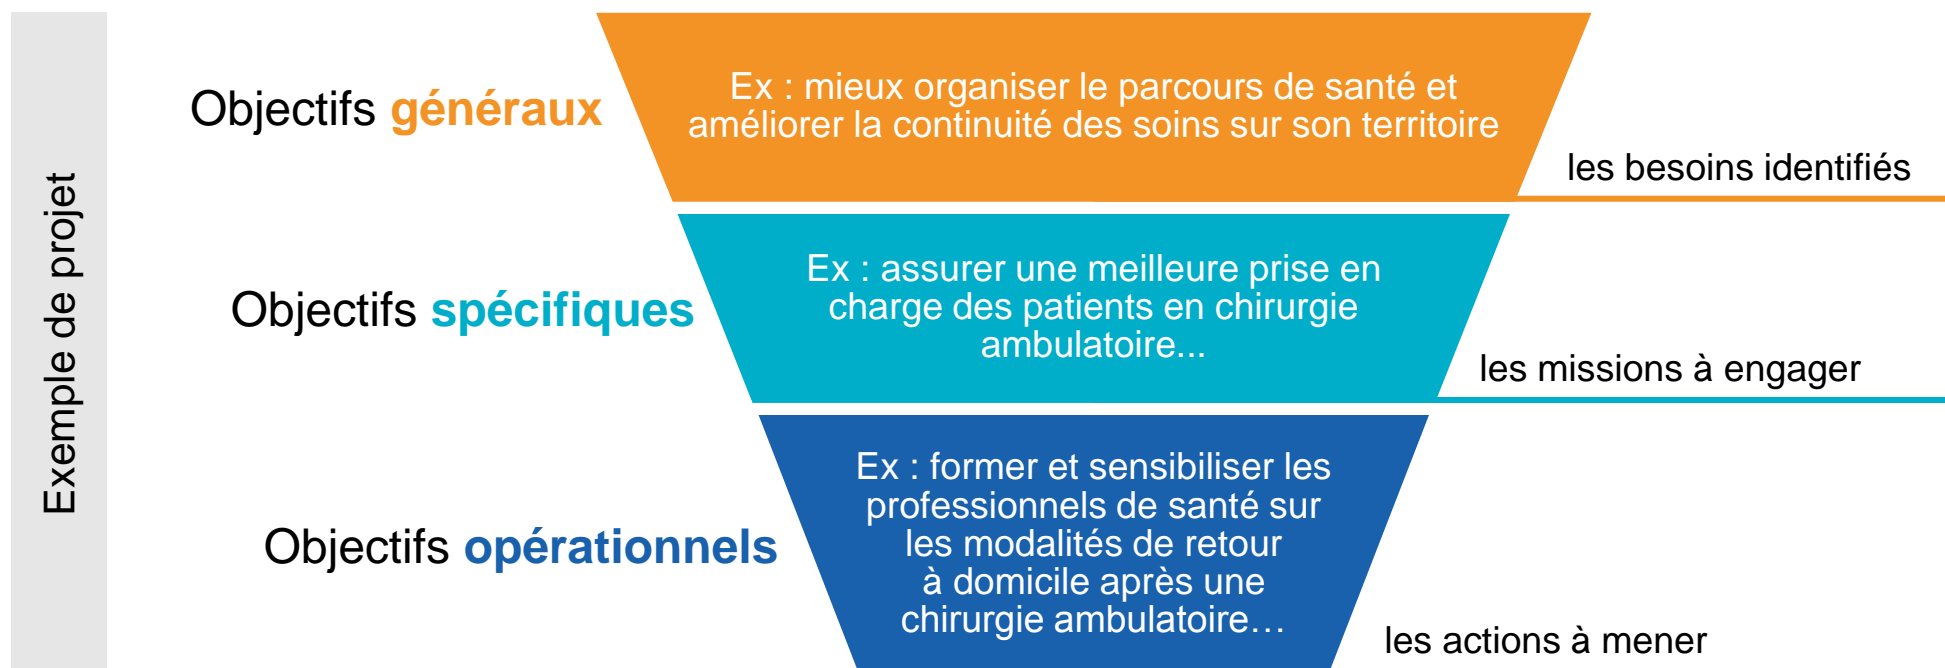 Exemple de projet
Objectifs généraux
Ex : mieux organiser le parcours de santé et
améliorer la continuité des soins sur son territoire
les besoins identifiés
Objectifs spécifiques
Ex : assurer une meilleure prise en
charge des patients en chirurgie
ambulatoire...
les missions à engager
Objectifs opérationnels
Ex : former et sensibiliser les
professionnels de santé sur
les modalités de retour
à domicile après une
chirurgie ambulatoire…
les actions à mener